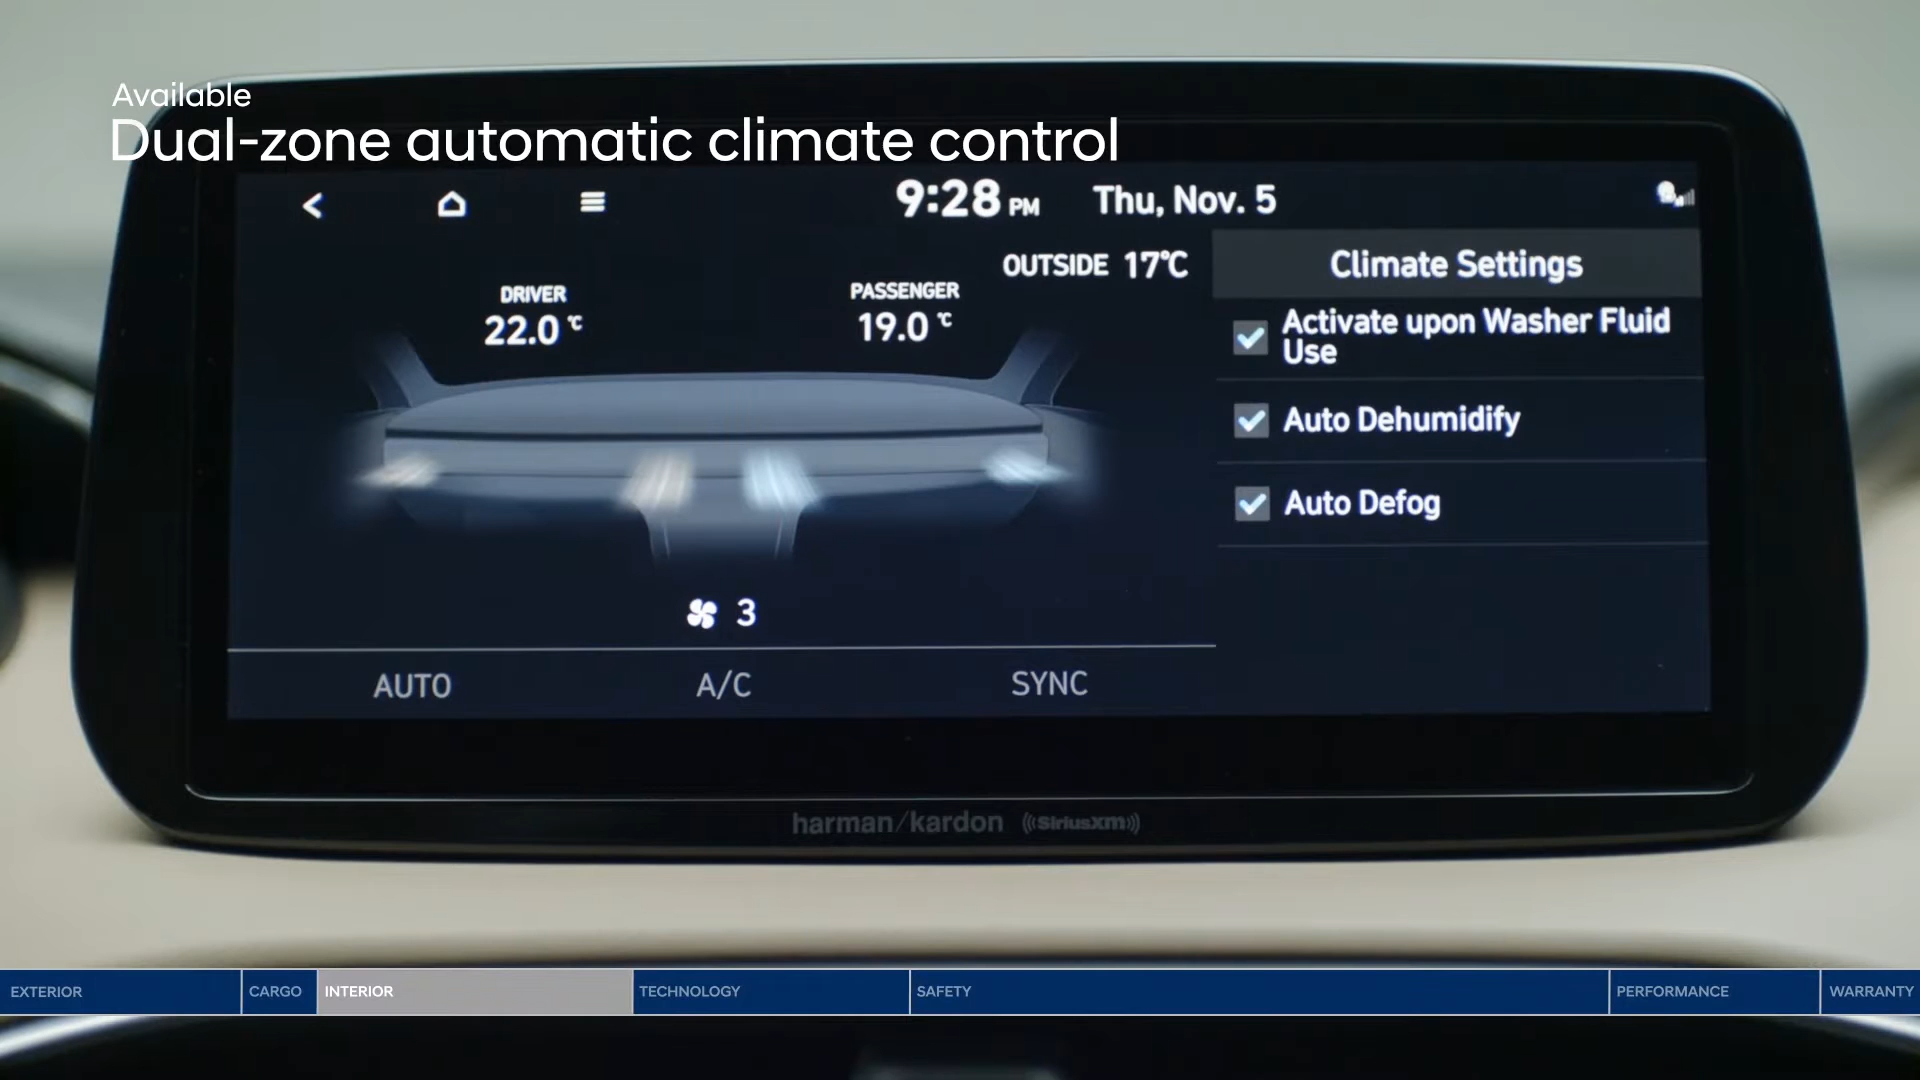 Available
Dual-zone automatic climate control
9:28 PM Thu, Nov. 5
OUTSIDE 17℃
Climate Settings
DRIVER
22.0 ℃
PASSENGER
19.0 ℃
Activate upon Washer Fluid
Use
Auto Dehumidify
Auto Defog
3
AUTO A/C SYNC
harman/kardon ((SiriusXM))
EXTERIOR CARGO INTERIOR TECHNOLOGY SAFETY PERFORMANCE WARRANTY